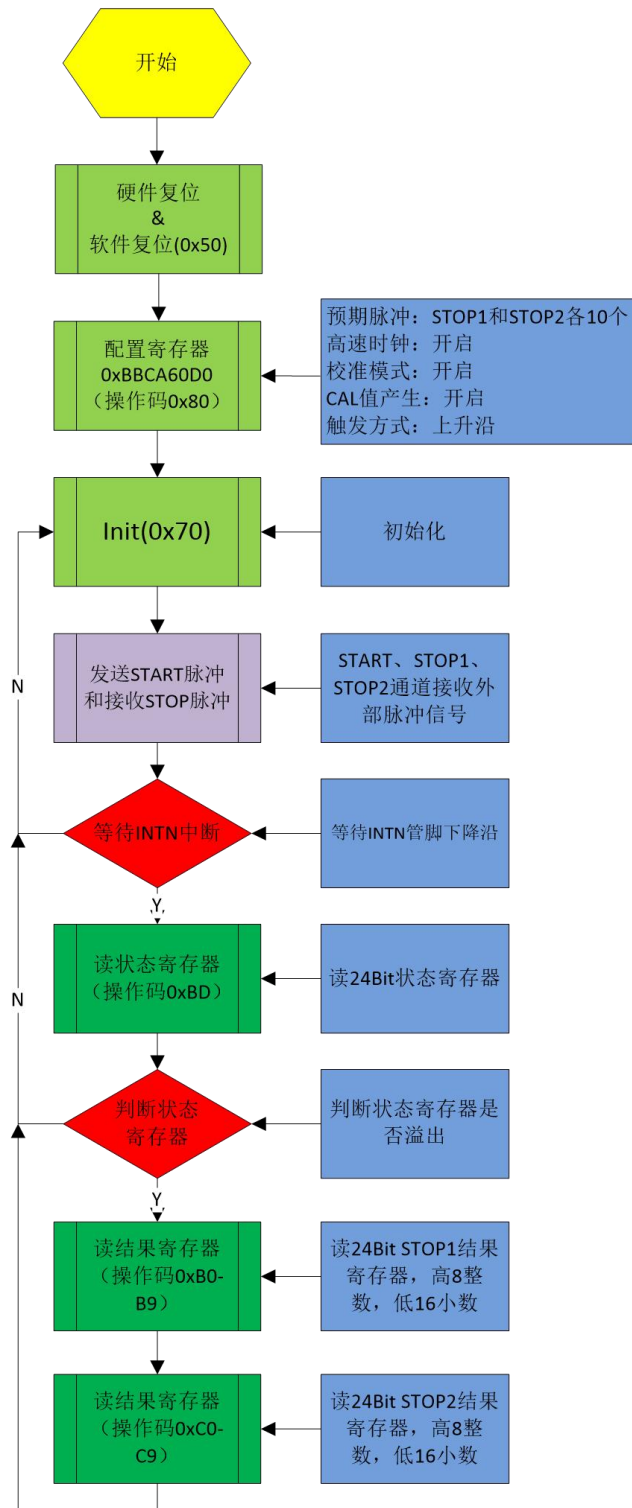 开始
硬件复位
&
软件复位(0x50)
配置寄存器
0xBBCA60D0
（操作码0x80）
预期脉冲：STOP1和STOP2各10个
高速时钟：开启
校准模式：开启
CAL值产生：开启
触发方式：上升沿
Init(0x70)
初始化
发送START脉冲
和接收STOP脉冲
START、STOP1、
STOP2通道接收外
部脉冲信号
N
等待INTN中断
等待INTN管脚下降沿
Y
读状态寄存器
（操作码0xBD）
读24Bit状态寄存器
N
判断状态
寄存器
判断状态寄存器是
否溢出
Y
读结果寄存器
（操作码0xB0-
B9）
读24Bit STOP1结果
寄存器，高8整
数，低16小数
读结果寄存器
（操作码0xC0-
C9）
读24Bit STOP2结果
寄存器，高8整
数，低16小数